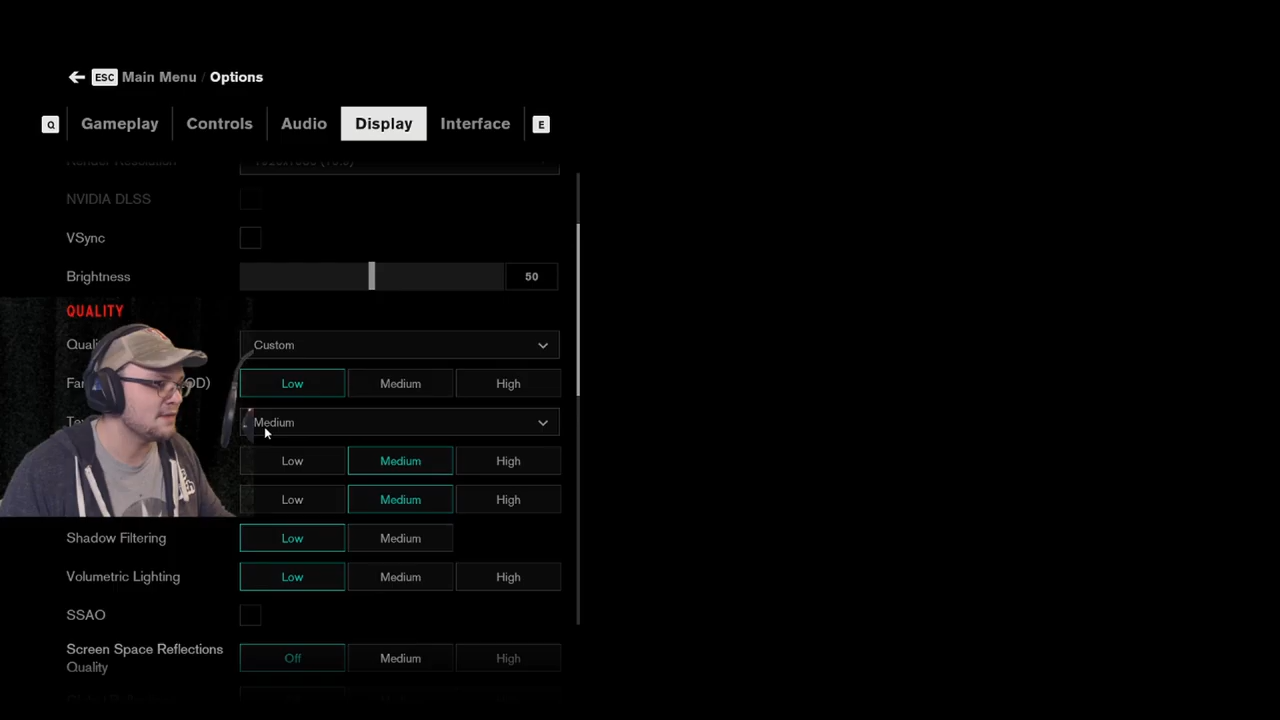 ESC Main Menu / Options
Q Gameplay Controls Audio Display Interface E
NVIDIA DLSS
VSync
Brightness 50
QUALITY
Custom
Low Medium High
Medium
Low Medium High
Low Medium High
Shadow Filtering Low Medium
Volumetric Lighting Low Medium High
SSAO
Screen Space Reflections
Quality Off Medium High